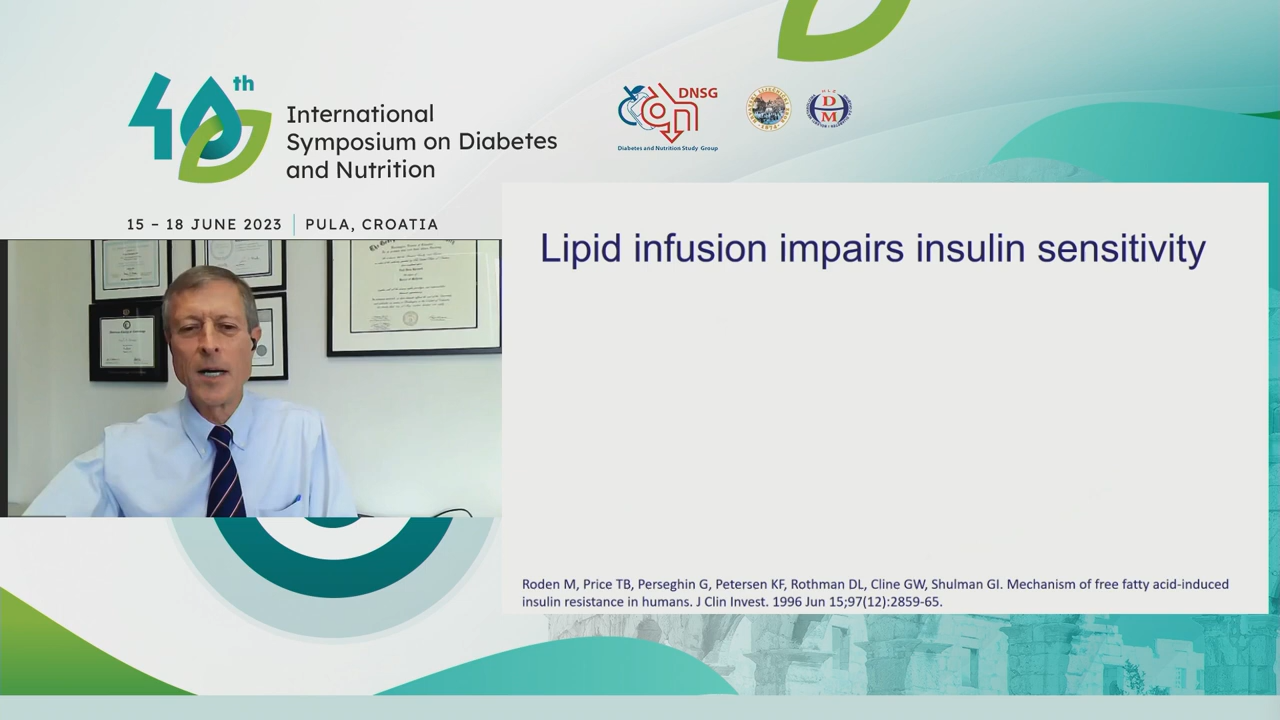 40th
International
Symposium on Diabetes
and Nutrition
DNSG
Diabetes and Nutrition Study Group
15 – 18 JUNE 2023 | PULA, CROATIA
Lipid infusion impairs insulin sensitivity
Roden M, Price TB, Perseghin G, Petersen KF, Rothman DL, Cline GW, Shulman GI. Mechanism of free fatty acid-induced
insulin resistance in humans. J Clin Invest. 1996 Jun 15;97(12):2859-65.